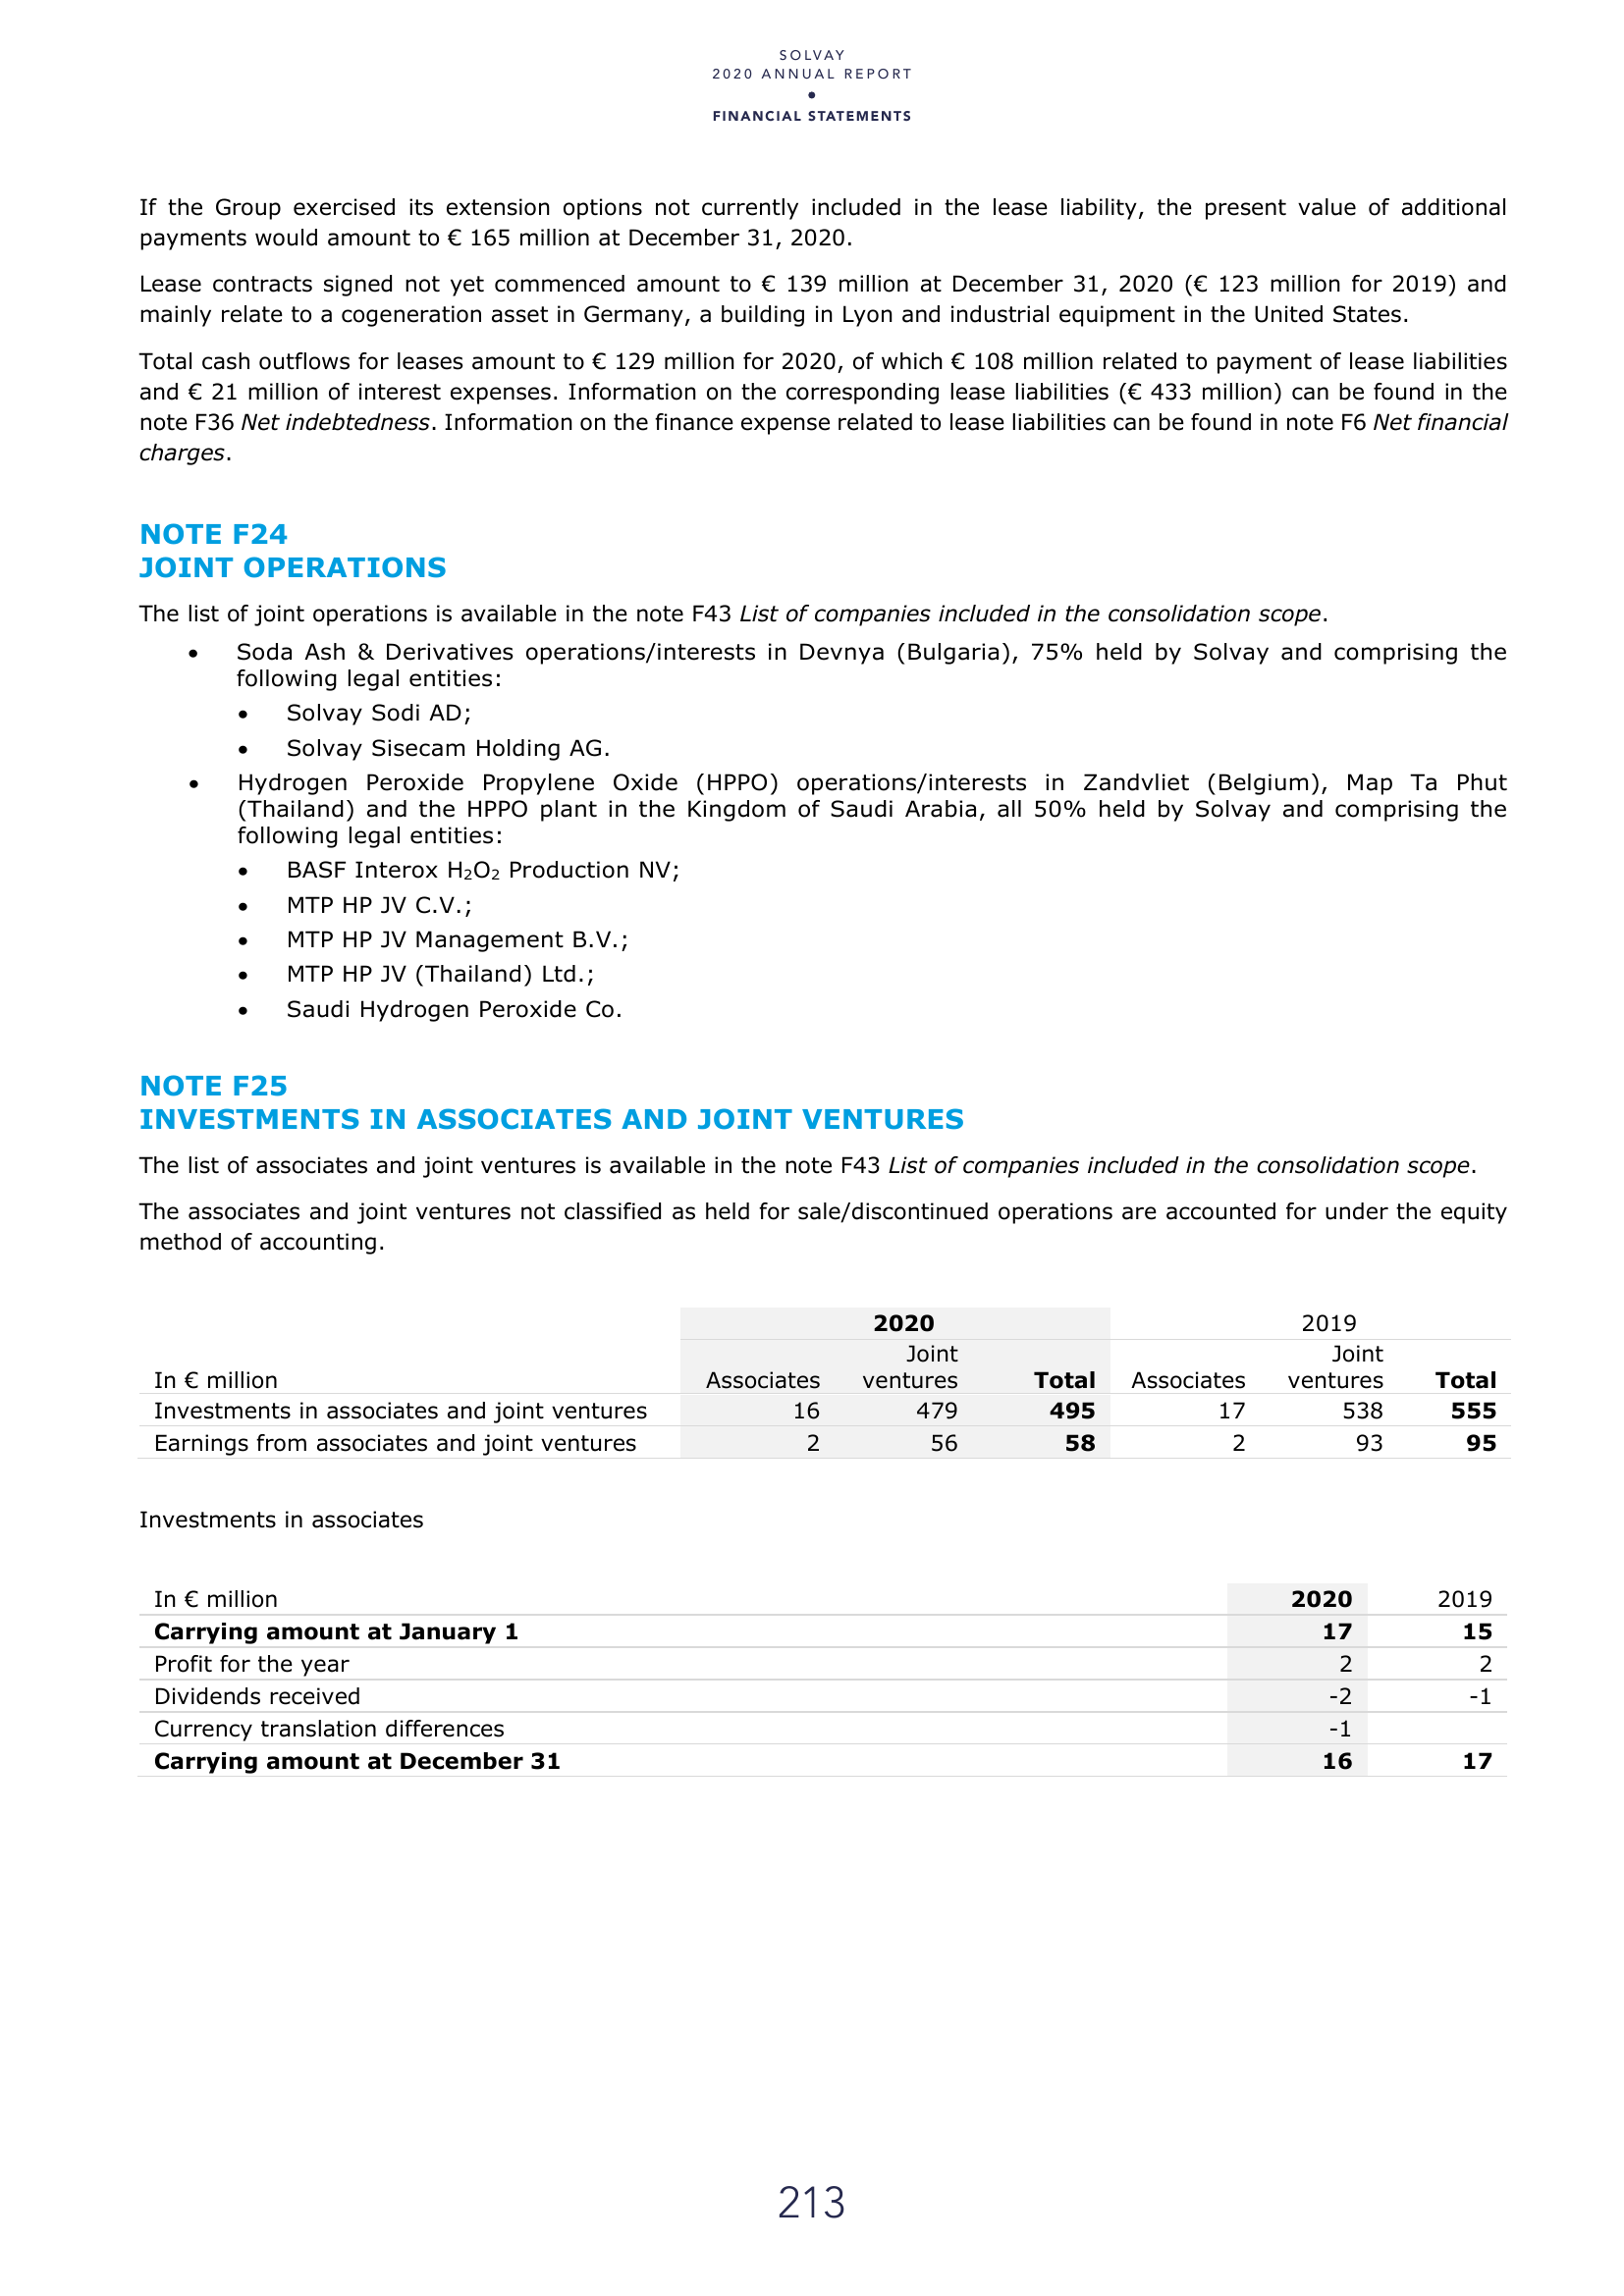 SOLVAY
2020 ANNUAL REPORT
•
FINANCIAL STATEMENTS
If the Group exercised its extension options not currently included in the lease liability, the present value of additional
payments would amount to € 165 million at December 31, 2020.
Lease contracts signed not yet commenced amount to € 139 million at December 31, 2020 (€ 123 million for 2019) and
mainly relate to a cogeneration asset in Germany, a building in Lyon and industrial equipment in the United States.
Total cash outflows for leases amount to € 129 million for 2020, of which € 108 million related to payment of lease liabilities
and € 21 million of interest expenses. Information on the corresponding lease liabilities (€ 433 million) can be found in the
note F36 Net indebtedness. Information on the finance expense related to lease liabilities can be found in note F6 Net financial
charges.
NOTE F24
JOINT OPERATIONS
The list of joint operations is available in the note F43 List of companies included in the consolidation scope.
• Soda Ash & Derivatives operations/interests in Devnya (Bulgaria), 75% held by Solvay and comprising the
following legal entities:
• Solvay Sodi AD;
• Solvay Sisecam Holding AG.
• Hydrogen Peroxide Propylene Oxide (HPPO) operations/interests in Zandvliet (Belgium), Map Ta Phut
(Thailand) and the HPPO plant in the Kingdom of Saudi Arabia, all 50% held by Solvay and comprising the
following legal entities:
• BASF Interox H₂O₂ Production NV;
• MTP HP JV C.V.;
• MTP HP JV Management B.V.;
• MTP HP JV (Thailand) Ltd.;
• Saudi Hydrogen Peroxide Co.
NOTE F25
INVESTMENTS IN ASSOCIATES AND JOINT VENTURES
The list of associates and joint ventures is available in the note F43 List of companies included in the consolidation scope.
The associates and joint ventures not classified as held for sale/discontinued operations are accounted for under the equity
method of accounting.
2020 2019
Joint Joint
In € million Associates ventures Total Associates ventures Total
Investments in associates and joint ventures 16 479 495 17 538 555
Earnings from associates and joint ventures 2 56 58 2 93 95
Investments in associates
In € million 2020 2019
Carrying amount at January 1 17 15
Profit for the year 2 2
Dividends received -2 -1
Currency translation differences -1
Carrying amount at December 31 16 17
213